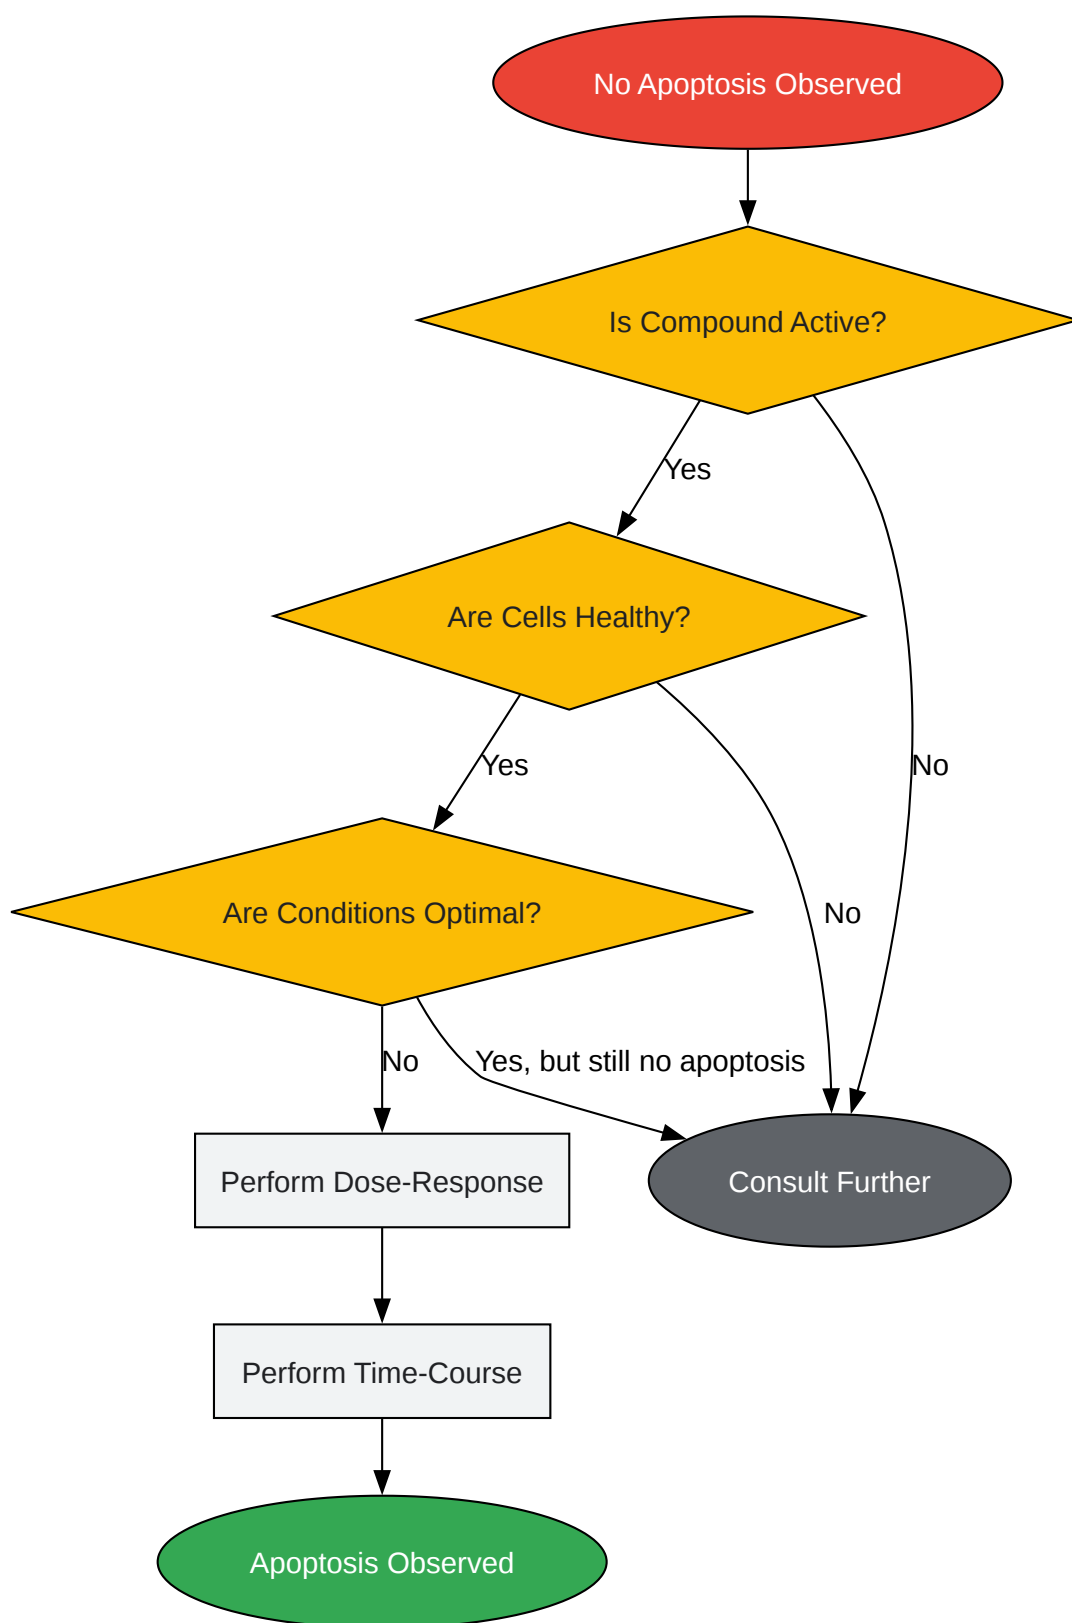 No Apoptosis Observed
Is Compound Active?
Yes
Are Cells Healthy?
Yes
No
Are Conditions Optimal?
No
No
Yes, but still no apoptosis
Perform Dose-Response
Consult Further
Perform Time-Course
Apoptosis Observed